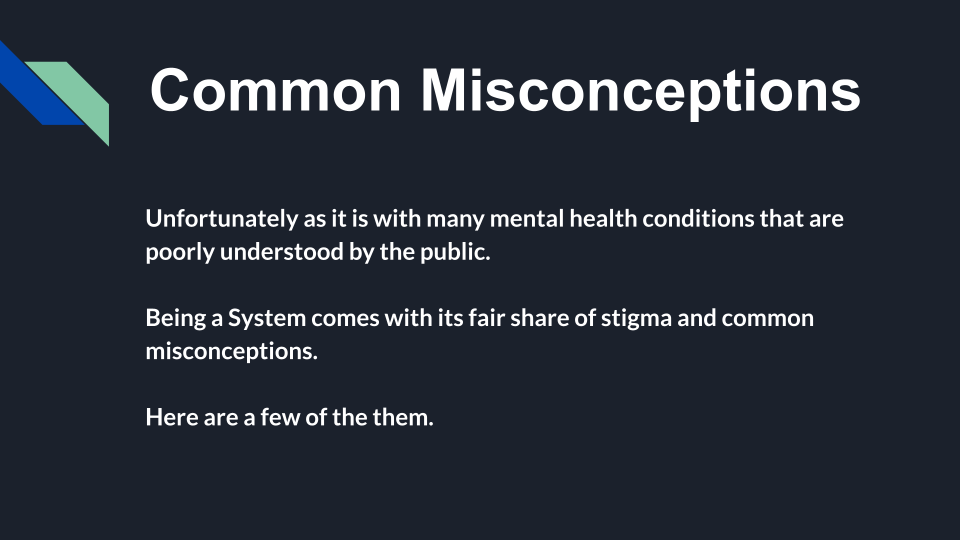 Common Misconceptions
Unfortunately as it is with many mental health conditions that are
poorly understood by the public.
Being a System comes with its fair share of stigma and common
misconceptions.
Here are a few of the them.